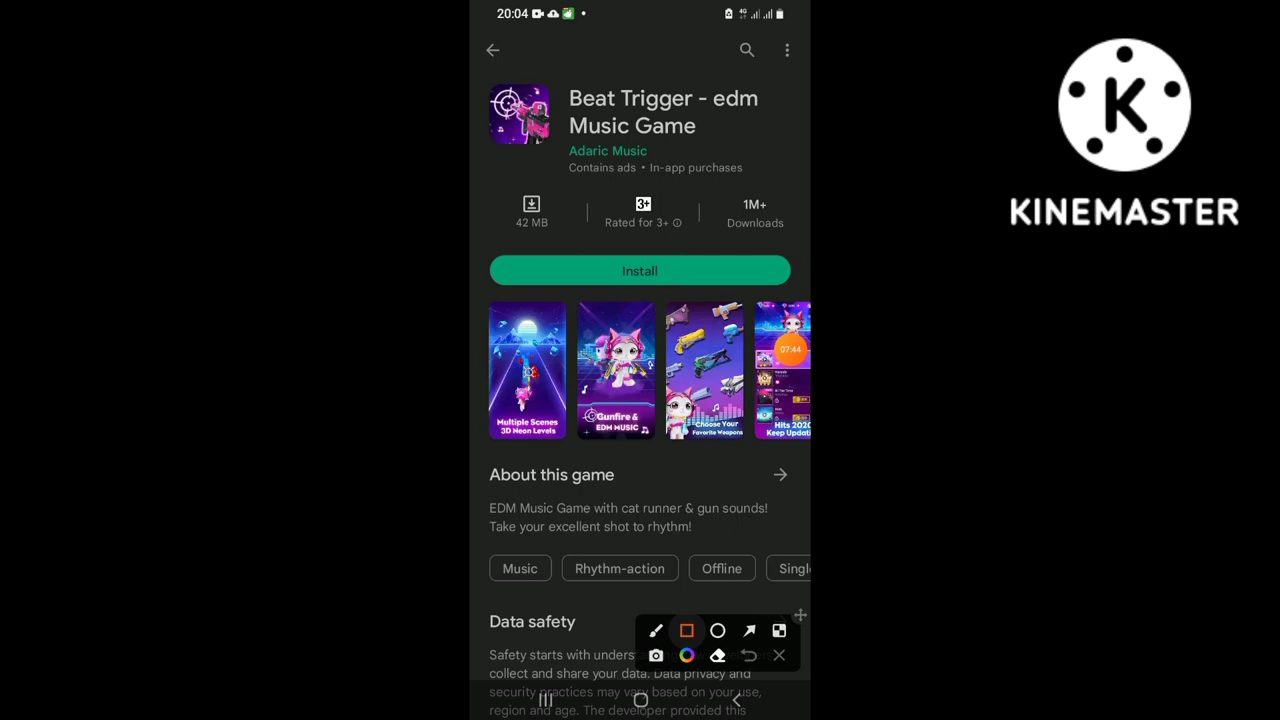 20:04
4G
Beat Trigger - edm
Music Game
Adaric Music
Contains ads • In-app purchases
3+
1M+
42 MB
Rated for 3+
Downloads
Install
Multiple Scenes
3D Neon Levels
Gunfire &
EDM MUSIC
Choose Your
Favorite Weapons
07:44
Hits 2020
Keep Updati
About this game
EDM Music Game with cat runner & gun sounds!
Take your excellent shot to rhythm!
Music
Rhythm-action
Offline
Singl
Data safety
Safety starts with unders
collect and share your data. Data privacy and
security practices may vary based on your use,
region and age. The developer provided this
K
KINEMASTER